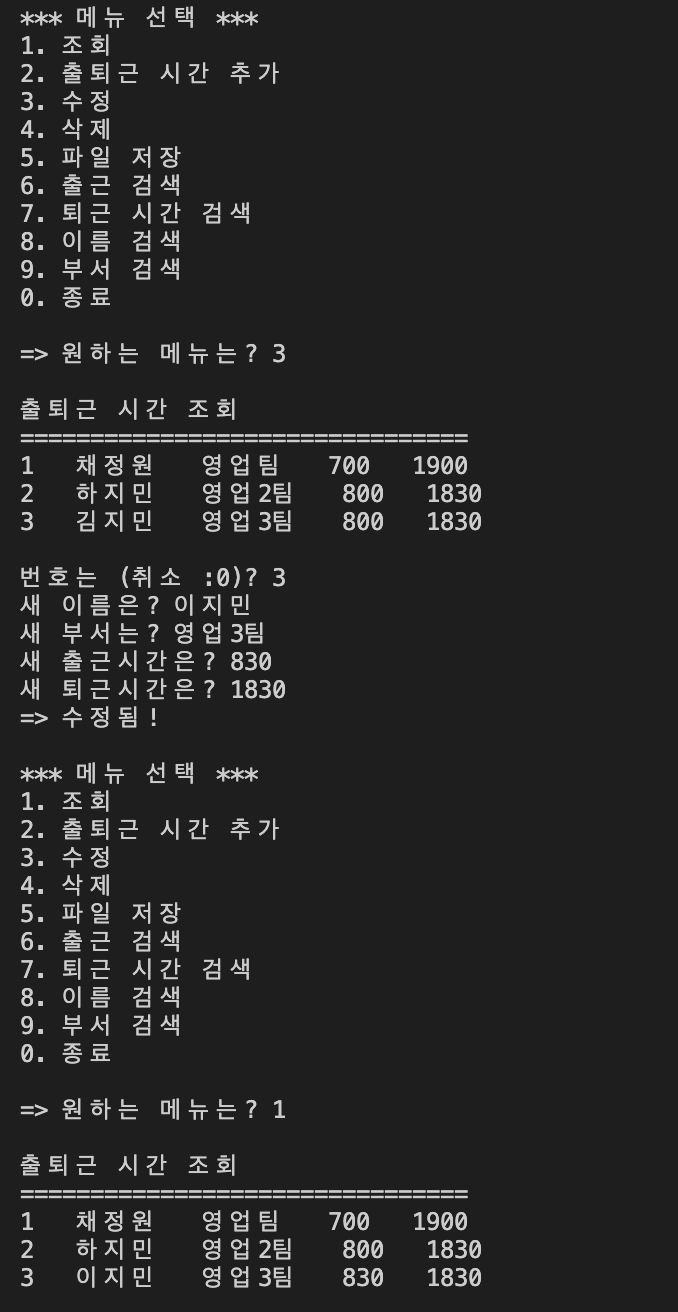 *** 메뉴 선택 ***
1. 조회
2. 출퇴근 시간 추가
3. 수정
4. 삭제
5. 파일 저장
6. 출근 검색
7. 퇴근 시간 검색
8. 이름 검색
9. 부서 검색
0. 종료
=> 원하는 메뉴는? 3
출퇴근 시간 조회
================================
1 채정원 영업팀 700 1900
2 하지민 영업2팀 800 1830
3 김지민 영업3팀 800 1830
번호는 (취소 :0)? 3
새 이름은? 이지민
새 부서는? 영업3팀
새 출근시간은? 830
새 퇴근시간은? 1830
=> 수정됨!
*** 메뉴 선택 ***
1. 조회
2. 출퇴근 시간 추가
3. 수정
4. 삭제
5. 파일 저장
6. 출근 검색
7. 퇴근 시간 검색
8. 이름 검색
9. 부서 검색
0. 종료
=> 원하는 메뉴는? 1
출퇴근 시간 조회
================================
1 채정원 영업팀 700 1900
2 하지민 영업2팀 800 1830
3 이지민 영업3팀 830 1830